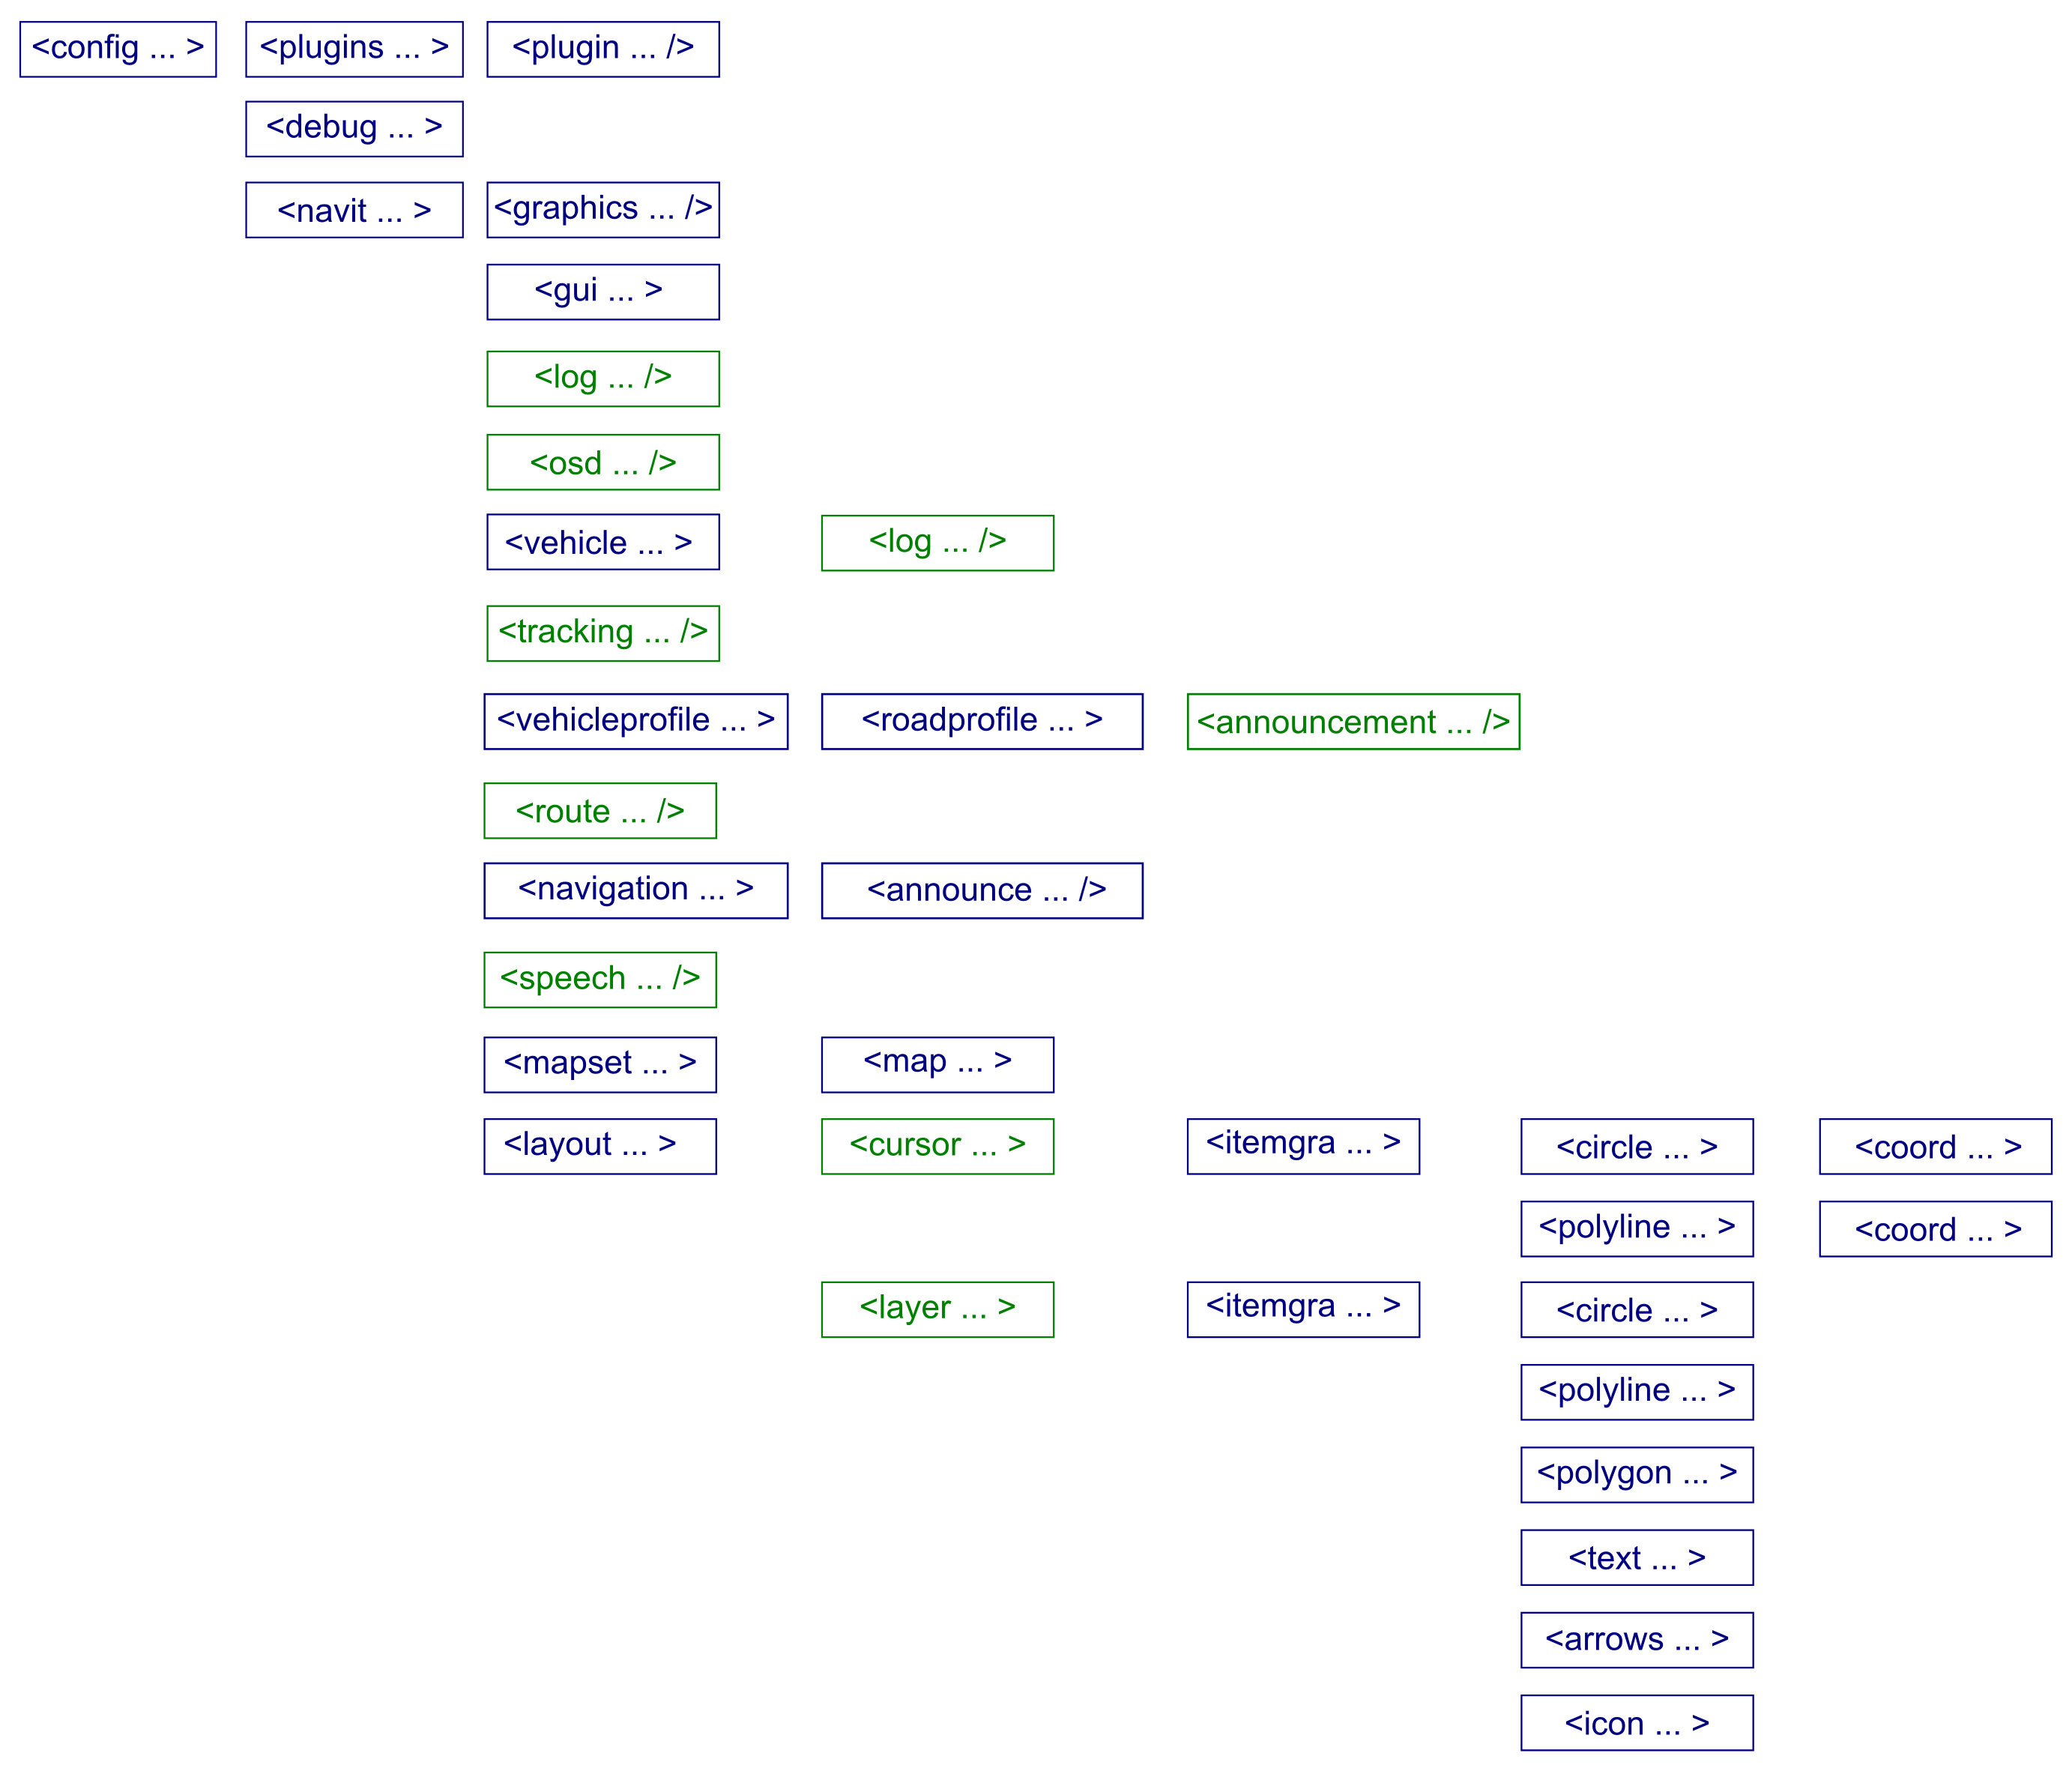 <config ... > <plugins ... > <plugin ... />
<debug ... >
<navit ... > <graphics ... />
<gui ... >
<log ... />
<osd ... />
<vehicle ... > <log ... />
<tracking ... />
<vehicleprofile ... > <roadprofile ... > <announcement ... />
<route ... />
<navigation ... > <announce ... />
<speech ... />
<mapset ... > <map ... >
<layout ... > <cursor ... > <itemgra ... > <circle ... > <coord ... >
<polyline ... > <coord ... >
<layer ... > <itemgra ... > <circle ... >
<polyline ... >
<polygon ... >
<text ... >
<arrows ... >
<icon ... >